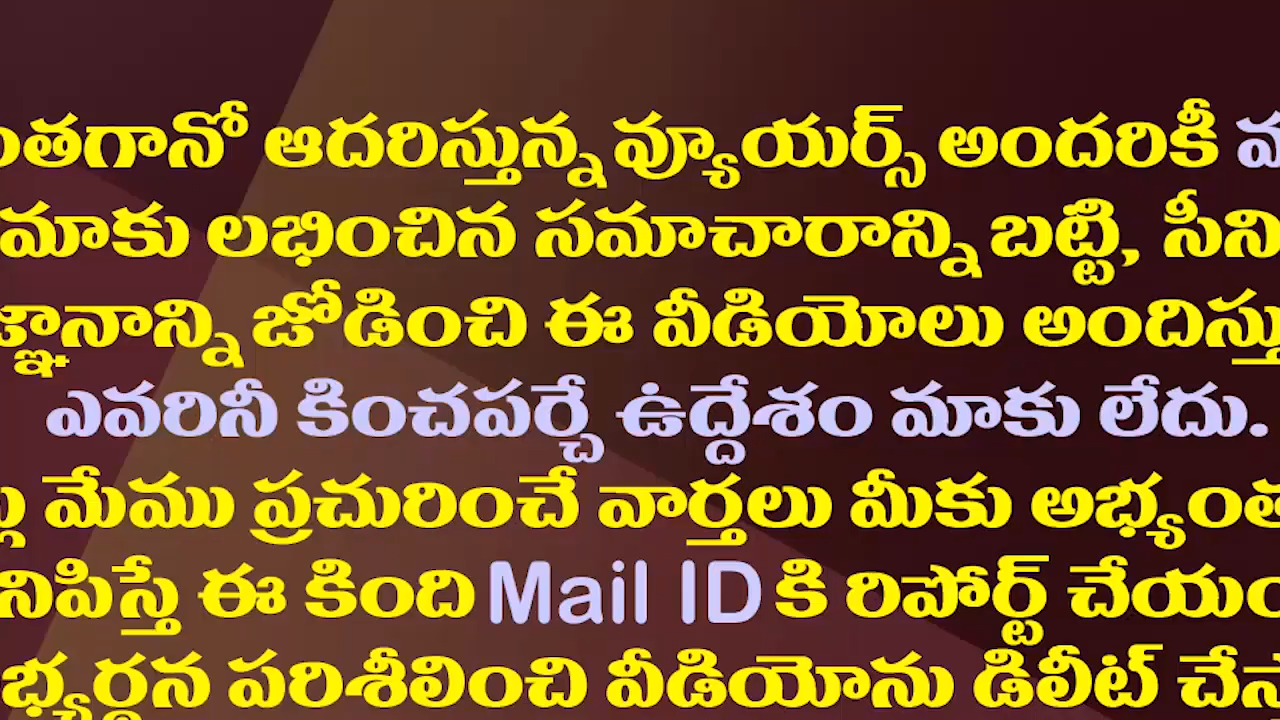 ంతగానో ఆదరిస్తున్న వ్యూయర్స్ అందరికీ
మాకు లభించిన సమాచారాన్ని బట్టి, సీని
జ్ఞానాన్ని జోడించి ఈ వీడియోలు అందిస్తు
ఎవరినీ కించపర్చే ఉద్దేశం మాకు లేదు.
మేము ప్రచురించే వార్తలు మీకు అభ్యంత
నిపిస్తే ఈ కింది Mail ID కి రిపోర్ట్ చేయం
భ్యర్థన పరిశీలించి వీడియోను డిలీట్ చేస